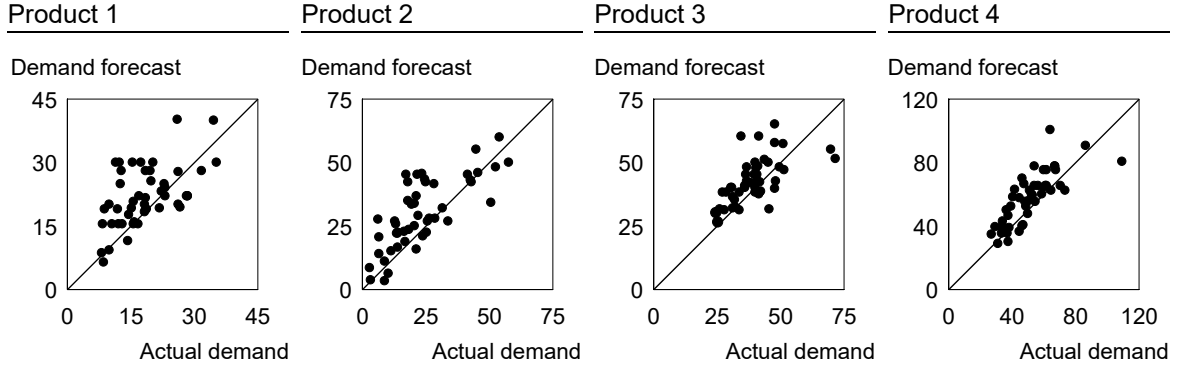 Product 1
Product 2
Product 3
Product 4
Demand forecast
Demand forecast
Demand forecast
Demand forecast
45
30
15
0
0 15 30 45
Actual demand
75
50
25
0
0 25 50 75
Actual demand
75
50
25
0
0 25 50 75
Actual demand
120
80
40
0
0 40 80 120
Actual demand